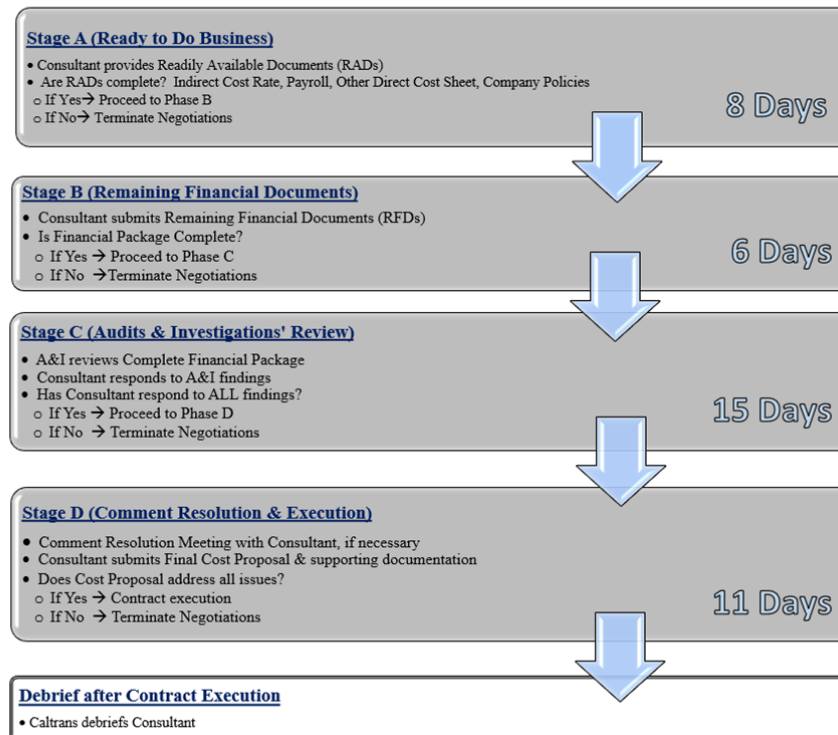 Stage A (Ready to Do Business)
• Consultant provides Readily Available Documents (RADs)
• Are RADs complete? Indirect Cost Rate, Payroll, Other Direct Cost Sheet, Company Policies
o If Yes→ Proceed to Phase B
o If No→ Terminate Negotiations
8 Days
Stage B (Remaining Financial Documents)
• Consultant submits Remaining Financial Documents (RFDs)
• Is Financial Package Complete?
o If Yes → Proceed to Phase C
o If No →Terminate Negotiations
6 Days
Stage C (Audits & Investigations' Review)
• A&I reviews Complete Financial Package
• Consultant responds to A&I findings
• Has Consultant respond to ALL findings?
o If Yes → Proceed to Phase D
o If No → Terminate Negotiations
15 Days
Stage D (Comment Resolution & Execution)
• Comment Resolution Meeting with Consultant, if necessary
• Consultant submits Final Cost Proposal & supporting documentation
• Does Cost Proposal address all issues?
o If Yes → Contract execution
o If No → Terminate Negotiations
11 Days
Debrief after Contract Execution
• Caltrans debriefs Consultant